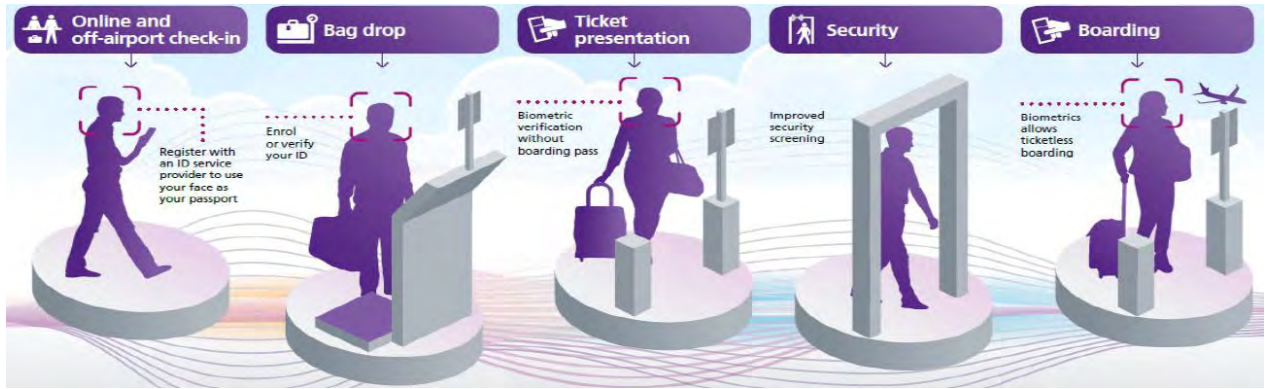 Online and
off-airport check-in
Bag drop
Ticket
presentation
Security
Boarding
Register with
an ID service
provider to use
your face as
your passport
Enrol
or verify
your ID
Biometric
verification
without
boarding pass
Improved
security
screening
Biometrics
allows
ticketless
boarding